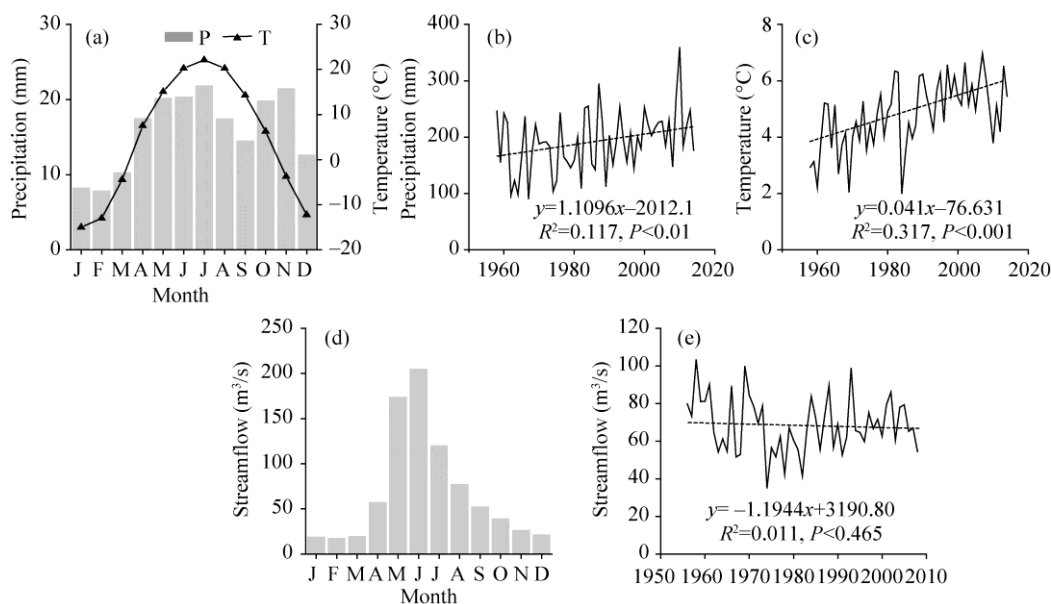 (a) P T
Precipitation (mm)
30
20
10
0
Temperature (°C)
30
20
10
0
–10
–20
J F M A M J J A S O N D
Month
(b)
Precipitation (mm)
400
300
200
100
0
y=1.1096x–2012.1
R²=0.117, P<0.01
1960 1980 2000 2020
(c)
Temperature (°C)
8
6
4
2
0
y=0.041x–76.631
R²=0.317, P<0.001
1960 1980 2000 2020
(d)
Streamflow (m³/s)
250
200
150
100
50
0
J F M A M J J A S O N D
Month
(e)
Streamflow (m³/s)
120
100
80
60
40
20
0
y= –1.1944x+3190.80
R²=0.011, P<0.465
1950 1960 1970 1980 1990 2000 2010